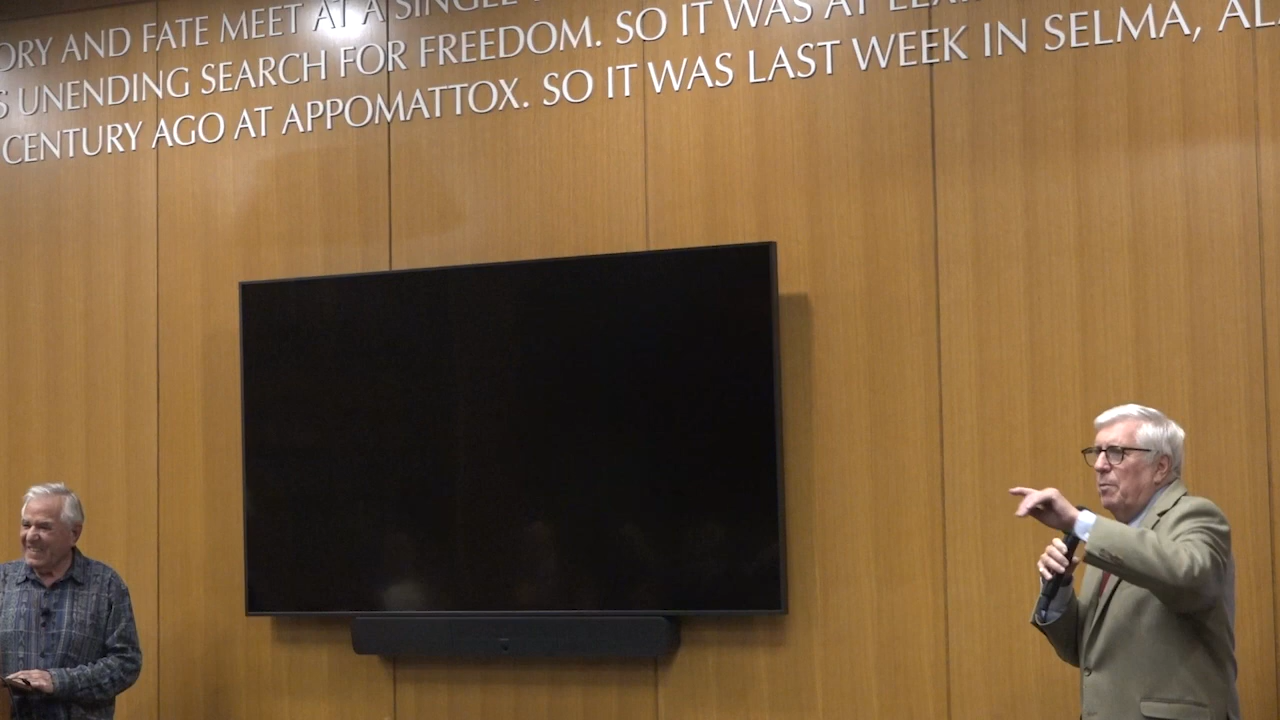 ORY AND FATE MEET AT A SINGLE
UNENDING SEARCH FOR FREEDOM. SO IT WAS AT
CENTURY AGO AT APPOMATTOX. SO IT WAS LAST WEEK IN SELMA, AL